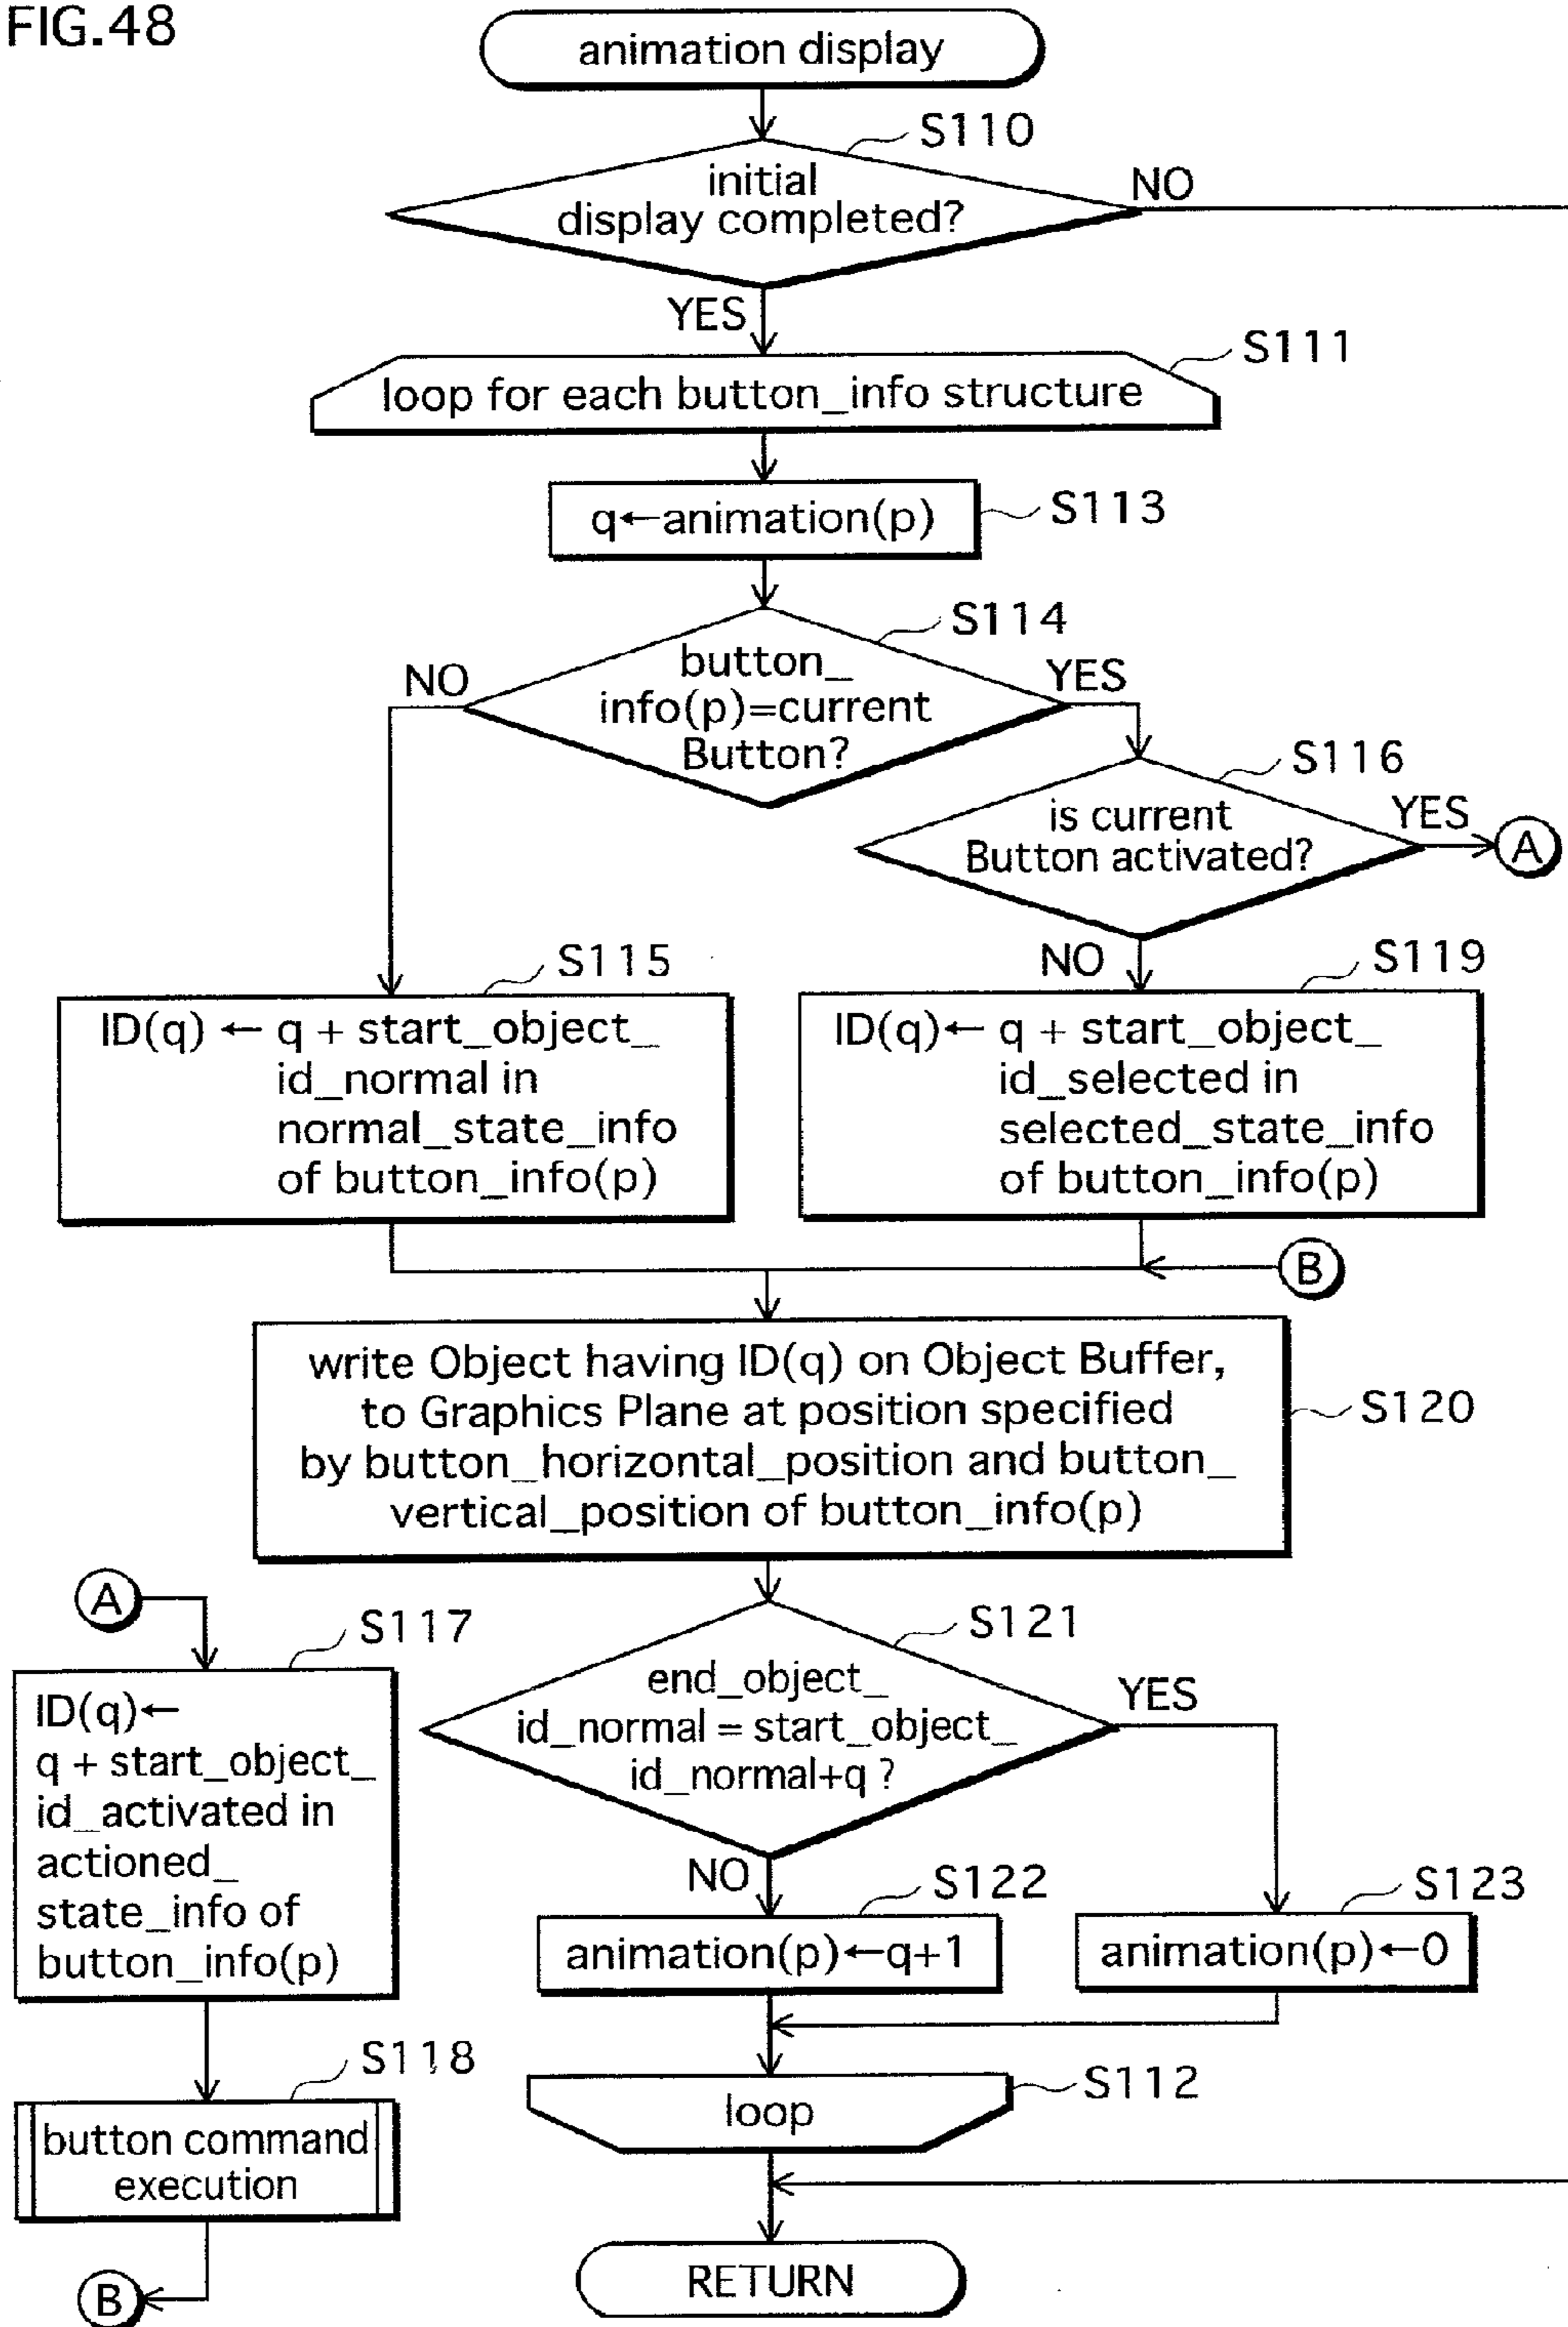 FIG.48
animation display
S110
initial
display completed?
NO
YES
S111
loop for each button_info structure
q←animation(p)
S113
S114
button_
info(p)=current
Button?
NO
YES
S116
is current
Button activated?
YES
A
NO
S115
ID(q) ← q + start_object_
id_normal in
normal_state_info
of button_info(p)
S119
ID(q)← q + start_object_
id_selected in
selected_state_info
of button_info(p)
B
write Object having ID(q) on Object Buffer,
to Graphics Plane at position specified
by button_horizontal_position and button_
vertical_position of button_info(p)
S120
A
S117
ID(q)←
q + start_object_
id_activated in
actioned_
state_info of
button_info(p)
S121
end_object_
id_normal = start_object_
id_normal+q ?
YES
NO
S122
animation(p)←q+1
S123
animation(p)←0
S118
button command
execution
B
loop
S112
RETURN